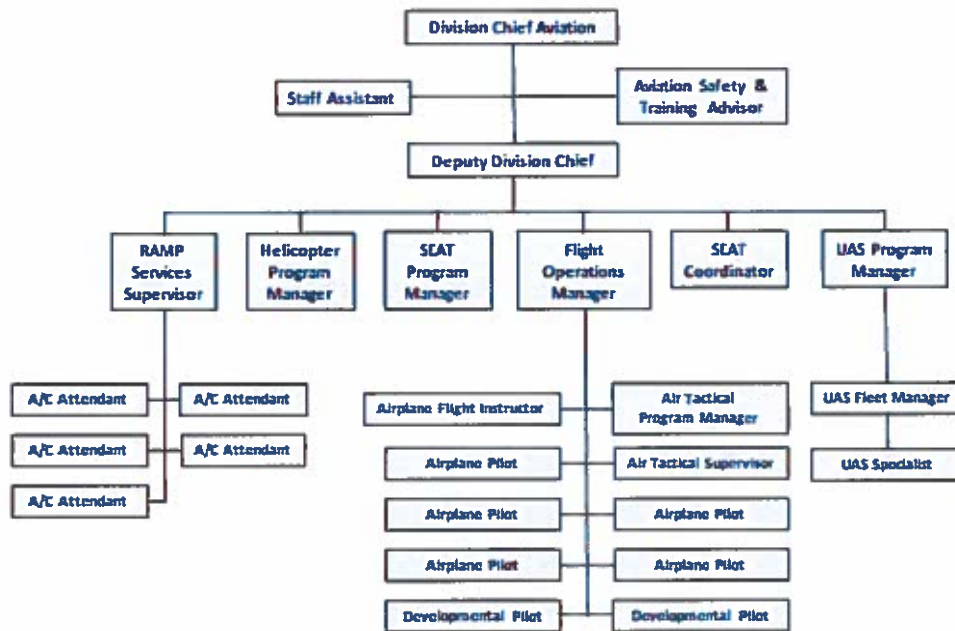 Division Chief Aviation
Staff Assistant
Aviation Safety &
Training Advisor
Deputy Division Chief
RAMP
Services
Supervisor
Helicopter
Program
Manager
SEAT
Program
Manager
Flight
Operations
Manager
SEAT
Coordinator
UAS Program
Manager
A/C Attendant
A/C Attendant
A/C Attendant
A/C Attendant
A/C Attendant
Airplane Flight Instructor
Air Tactical
Program Manager
Airplane Pilot
Air Tactical Supervisor
Airplane Pilot
Airplane Pilot
Airplane Pilot
Airplane Pilot
Developmental Pilot
Developmental Pilot
UAS Fleet Manager
UAS Specialist